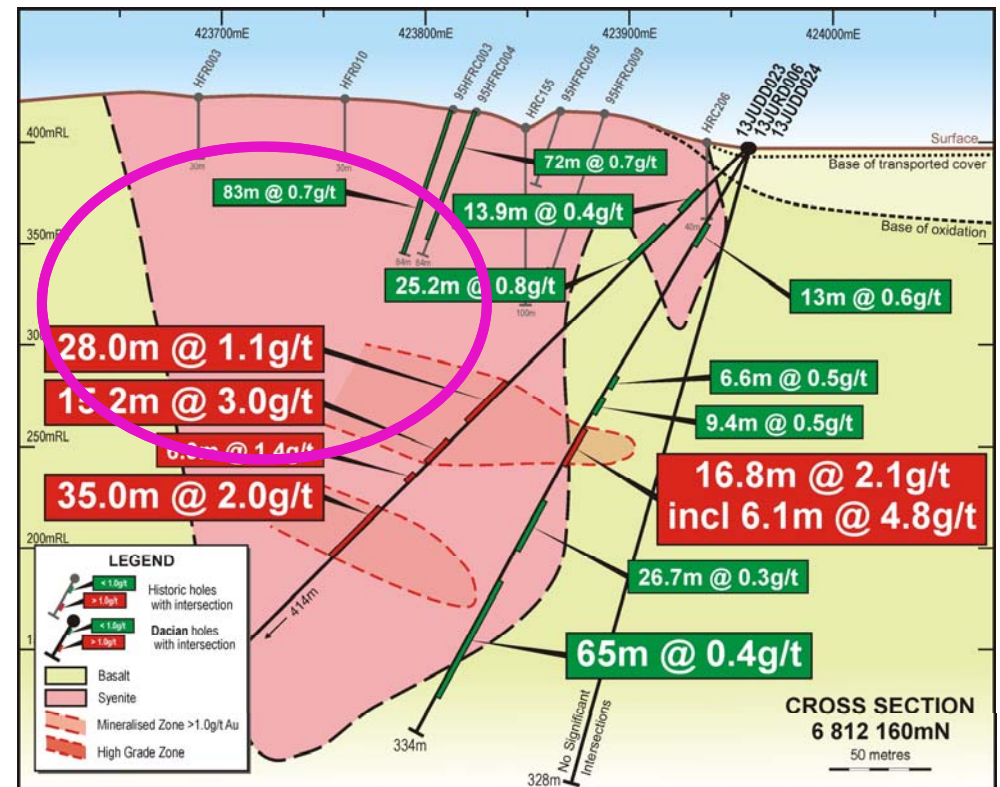 423700mE
423800mE
423900mE
424000mE
HFR003
HFR010
95HFRC003
95HFRC004
HRC155
95HFRC005
95HFRC009
HRC206
13JUDD023
13JURD006
13JUDD024
400mRL
Surface
Base of transported cover
30m
30m
72m @ 0.7g/t
83m @ 0.7g/t
13.9m @ 0.4g/t
40m
Base of oxidation
350mRL
84m
84m
25.2m @ 0.8g/t
13m @ 0.6g/t
100m
28.0m @ 1.1g/t
15.2m @ 3.0g/t
6.6m @ 0.5g/t
9.4m @ 0.5g/t
250mRL
1.4g/t
16.8m @ 2.1g/t
incl 6.1m @ 4.8g/t
35.0m @ 2.0g/t
200mRL
26.7m @ 0.3g/t
LEGEND
< 1.0g/t
> 1.0g/t
Historic holes
with intersection
< 1.0g/t
> 1.0g/t
Dacian holes
with intersection
Basalt
Syenite
Mineralised Zone >1.0g/t Au
High Grade Zone
414m
65m @ 0.4g/t
334m
No Significant
Intersections
328m
CROSS SECTION
6 812 160mN
50 metres